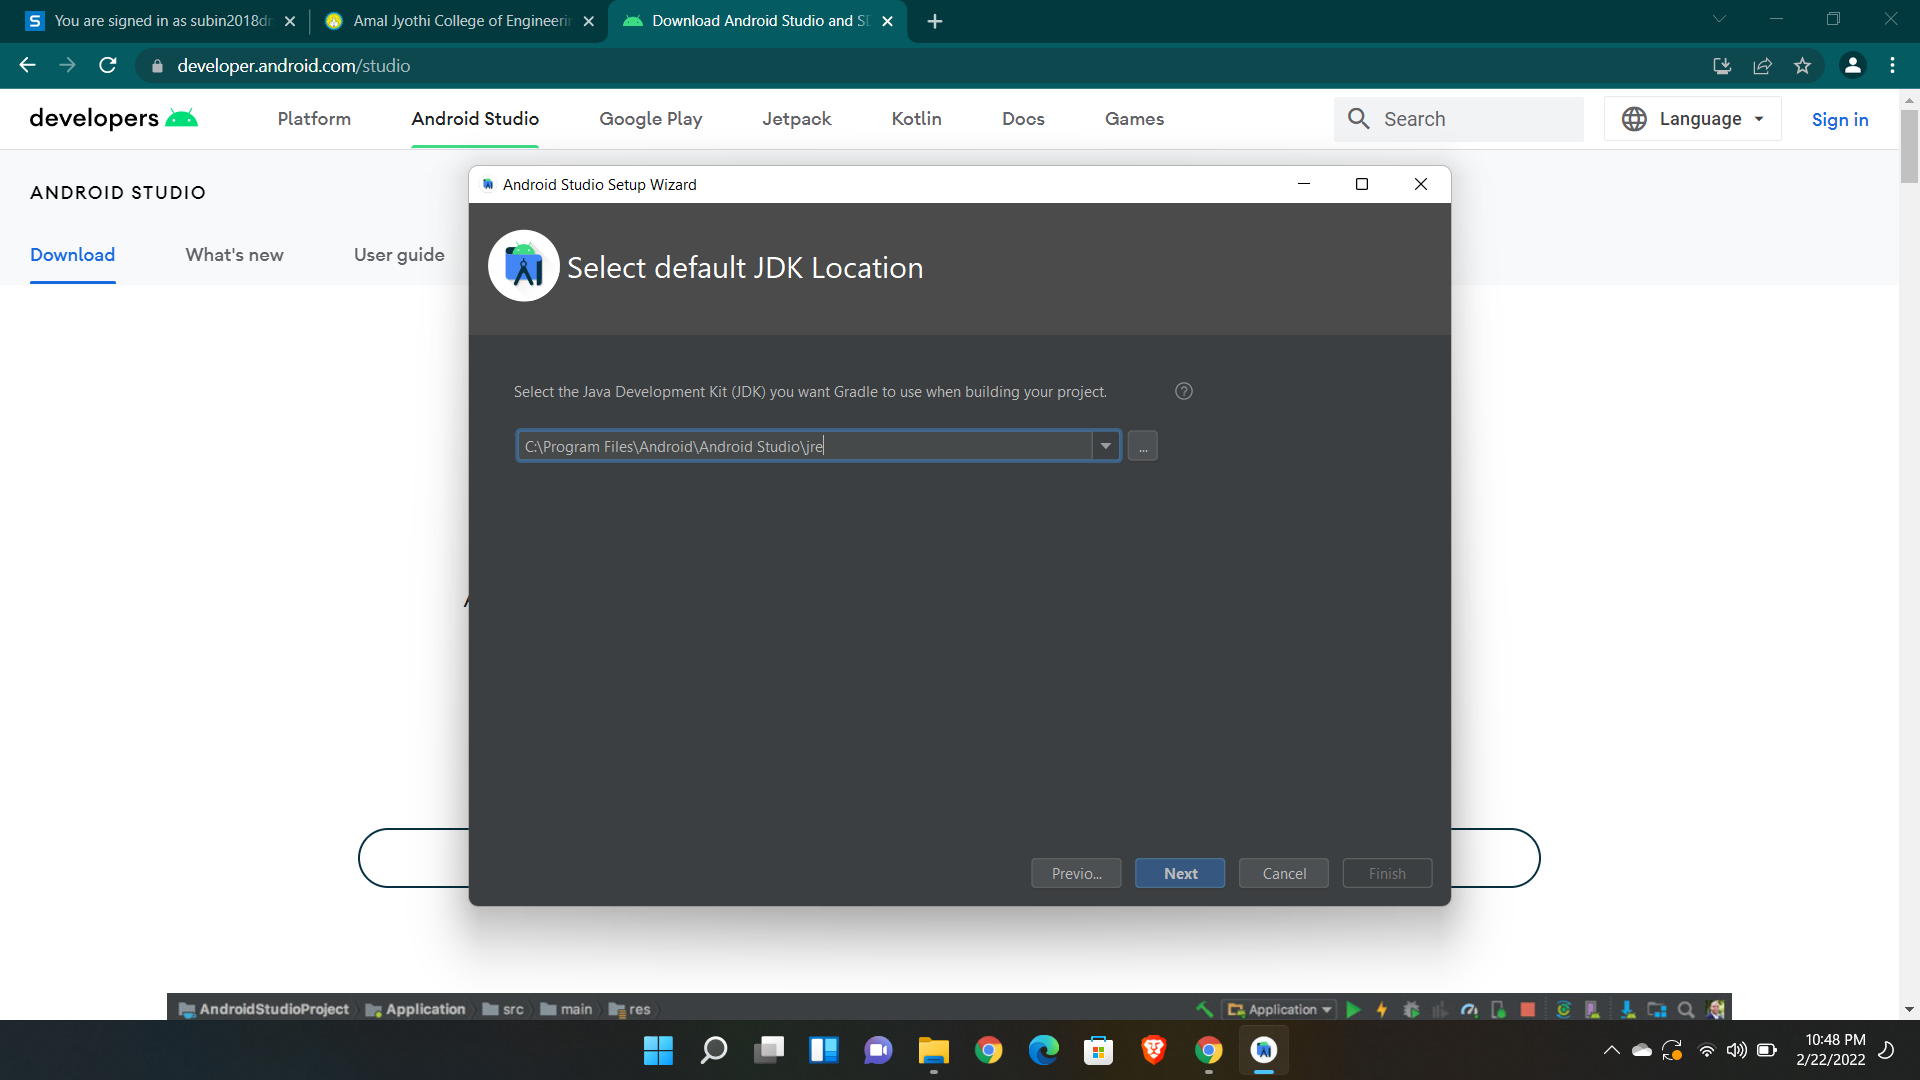 You are signed in as subin2018dr
Amal Jyothi College of Engineerin
Download Android Studio and SD
developer.android.com/studio
developers
Platform
Android Studio
Google Play
Jetpack
Kotlin
Docs
Games
Search
Language
Sign in
ANDROID STUDIO
Download
What's new
User guide
Android Studio Setup Wizard
Select default JDK Location
Select the Java Development Kit (JDK) you want Gradle to use when building your project.
?
C:\Program Files\Android\Android Studio\jre
...
Previo...
Next
Cancel
Finish
AndroidStudioProject
Application
src
main
res
Application
10:48 PM
2/22/2022